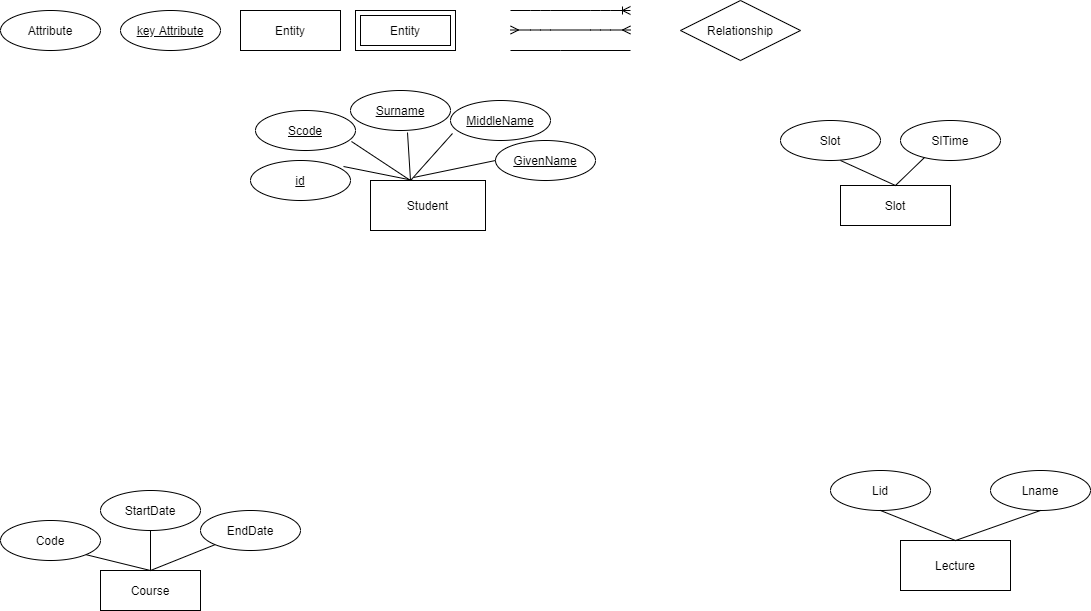 Attribute
key Attribute
Entity
Entity
Relationship
Surname
Scode
MiddleName
GivenName
id
Student
Slot
SlTime
Slot
StartDate
Code
EndDate
Course
Lid
Lname
Lecture